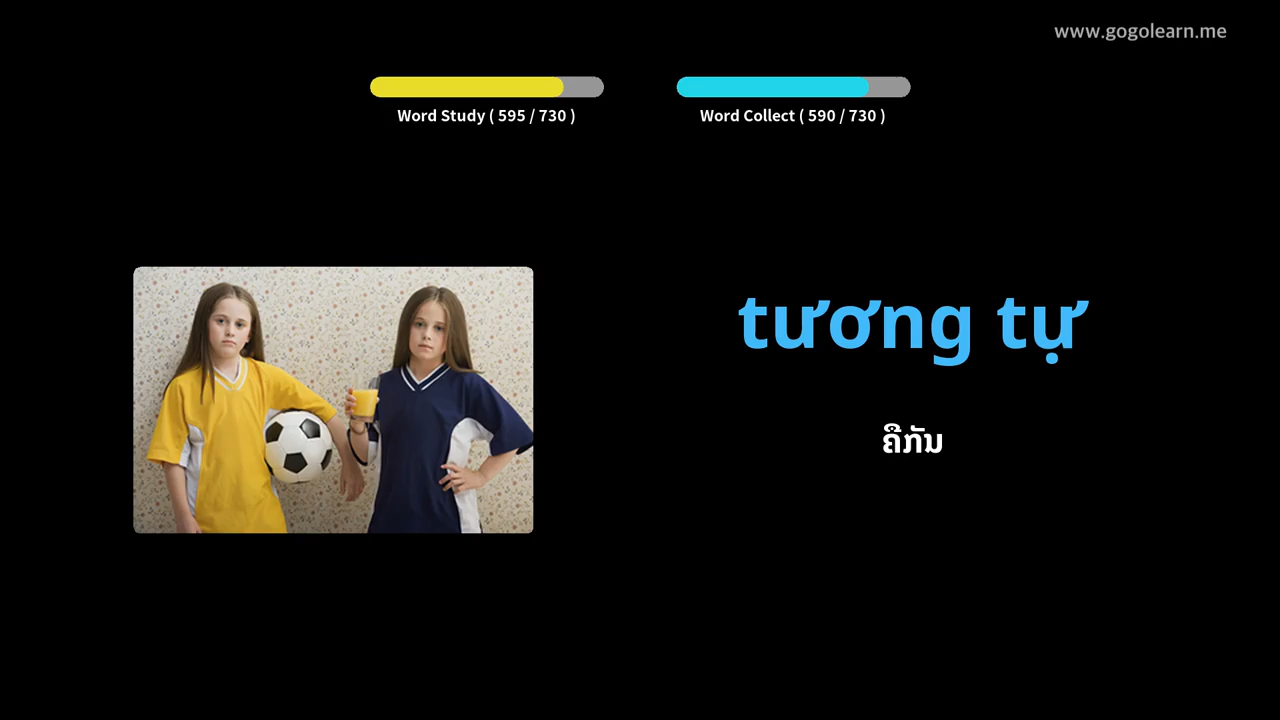 www.gogolearn.me
Word Study ( 595 / 730 )
Word Collect ( 590 / 730 )
tương tự
ຄືກັນ